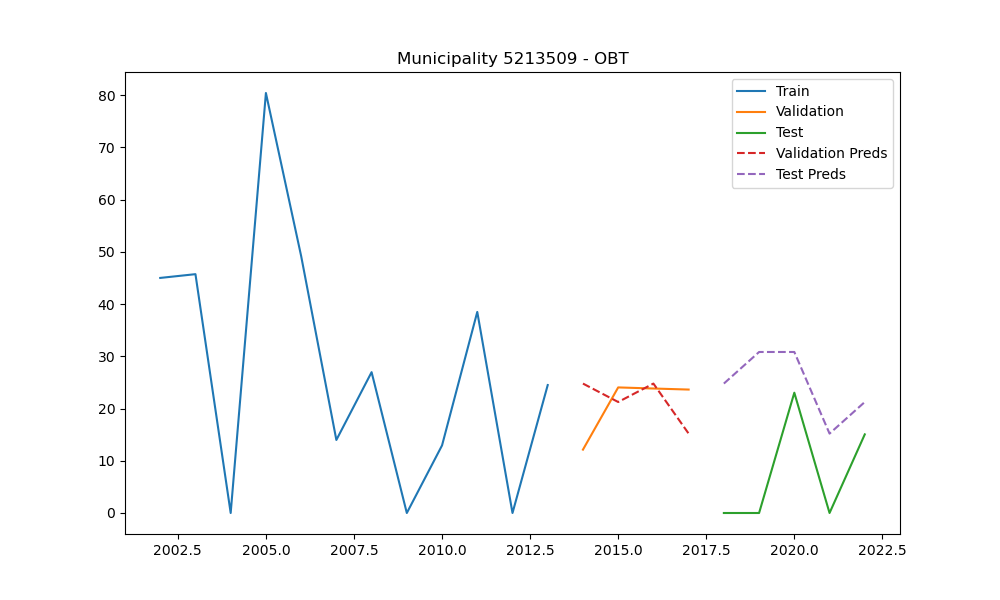 Municipality 5213509 - OBT
Train
Validation
Test
Validation Preds
Test Preds
80
70
60
50
40
30
20
10
0
2002.5 2005.0 2007.5 2010.0 2012.5 2015.0 2017.5 2020.0 2022.5